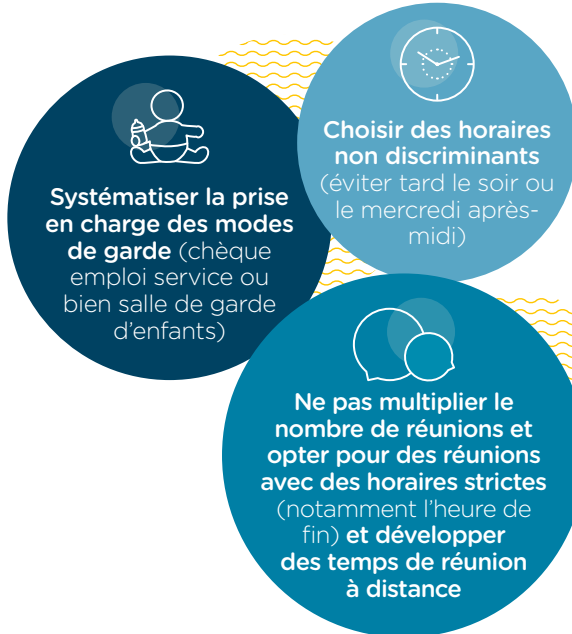 Systématiser la prise
en charge des modes
de garde (chèque
emploi service ou
bien salle de garde
d'enfants)
Choisir des horaires
non discriminants
(éviter tard le soir ou
le mercredi après-
midi)
Ne pas multiplier le
nombre de réunions et
opter pour des réunions
avec des horaires strictes
(notamment l'heure de
fin) et développer
des temps de réunion
à distance